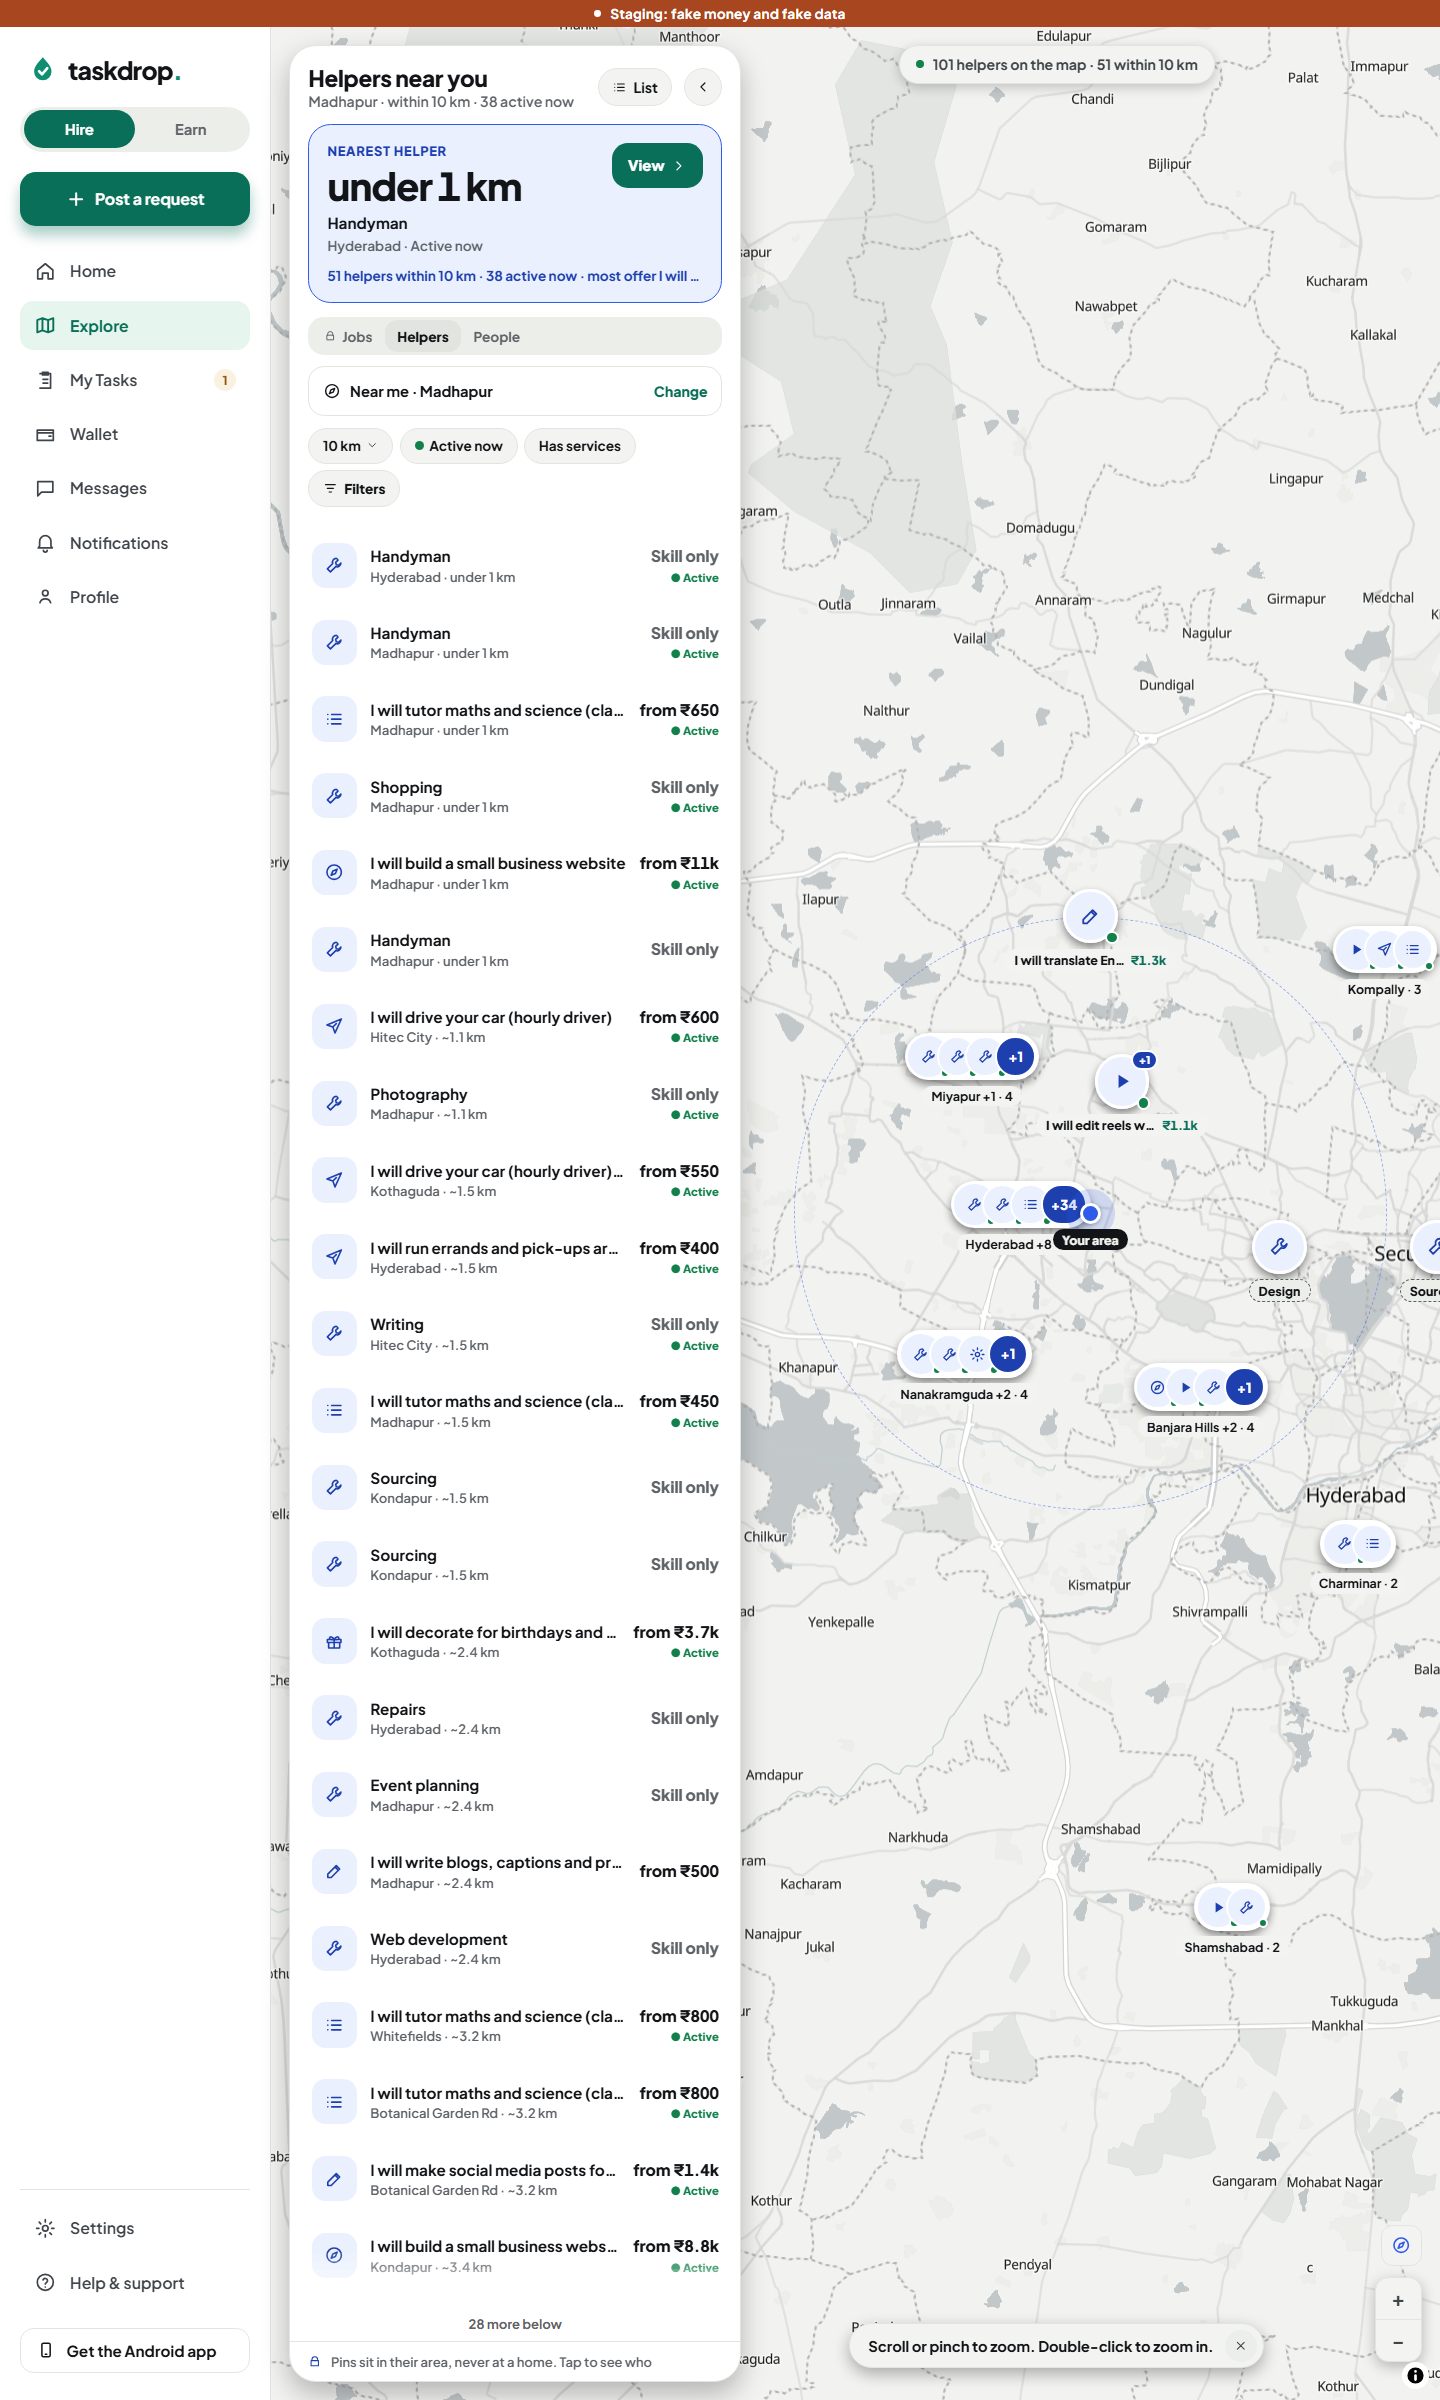 Staging: fake money and fake data
taskdrop.
Hire
Earn
Post a request
Home
Explore
My Tasks
1
Wallet
Messages
Notifications
Profile
Settings
Help & support
Get the Android app
Helpers near you
Madhapur · within 10 km · 38 active now
List
NEAREST HELPER
under 1 km
Handyman
Hyderabad · Active now
51 helpers within 10 km · 38 active now · most offer I will …
View
Jobs
Helpers
People
Near me · Madhapur
Change
10 km
Active now
Has services
Filters
Handyman
Skill only
Hyderabad · under 1 km
Active
Handyman
Skill only
Madhapur · under 1 km
Active
I will tutor maths and science (cla…
from ₹650
Madhapur · under 1 km
Active
Shopping
Skill only
Madhapur · under 1 km
Active
I will build a small business website
from ₹11k
Madhapur · under 1 km
Active
Handyman
Skill only
Madhapur · under 1 km
I will drive your car (hourly driver)
from ₹600
Hitec City · ~1.1 km
Active
Photography
Skill only
Madhapur · ~1.1 km
Active
I will drive your car (hourly driver)…
from ₹550
Kothaguda · ~1.5 km
Active
I will run errands and pick-ups ar…
from ₹400
Hyderabad · ~1.5 km
Active
Writing
Skill only
Hitec City · ~1.5 km
Active
I will tutor maths and science (cla…
from ₹450
Madhapur · ~1.5 km
Active
Sourcing
Skill only
Kondapur · ~1.5 km
Sourcing
Skill only
Kondapur · ~1.5 km
I will decorate for birthdays and …
from ₹3.7k
Kothaguda · ~2.4 km
Active
Repairs
Skill only
Hyderabad · ~2.4 km
Event planning
Skill only
Madhapur · ~2.4 km
I will write blogs, captions and pr…
from ₹500
Madhapur · ~2.4 km
Web development
Skill only
Hyderabad · ~2.4 km
I will tutor maths and science (cla…
from ₹800
Whitefields · ~3.2 km
Active
I will tutor maths and science (cla…
from ₹800
Botanical Garden Rd · ~3.2 km
Active
I will make social media posts fo…
from ₹1.4k
Botanical Garden Rd · ~3.2 km
Active
I will build a small business webs…
from ₹8.8k
Kondapur · ~3.4 km
Active
28 more below
Pins sit in their area, never at a home. Tap to see who
101 helpers on the map · 51 within 10 km
Manthoor
Edulapur
Palat
Immapur
Chandi
Bijlipur
Gomaram
sapur
Kucharam
Nawabpet
Kallakal
Lingapur
garam
Domadugu
Outla
Jinnaram
Annaram
Girmapur
Medchal
Vailal
Nagulur
Dundigal
Nalthur
Ilapur
I will translate En… ₹1.3k
Kompally · 3
+1
Miyapur +1 · 4
+1
I will edit reels w… ₹1.1k
+34
Hyderabad +8
Your area
Design
Secu
Sour
Khanapur
+1
Nanakramguda +2 · 4
+1
Banjara Hills +2 · 4
Hyderabad
Chilkur
Charminar · 2
Kismatpur
Shivrampalli
ad
Yenkepalle
Bala
Amdapur
Narkhuda
Shamshabad
ram
Mamidipally
Kacharam
Shamshabad · 2
Nanajpur
Jukal
Tukkuguda
Mankhal
Gangaram
Mohabat Nagar
Kothur
Pendyal
c
Scroll or pinch to zoom. Double-click to zoom in.
aguda
Kothur
+
−